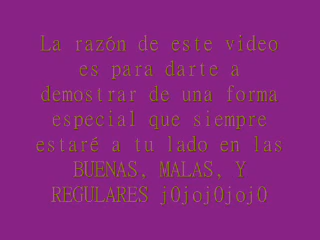 La razón de este video
es para darte a
demostrar de una forma
especial que siempre
estaré a tu lado en las
BUENAS, MALAS, Y
REGULARES jOjojOjojO